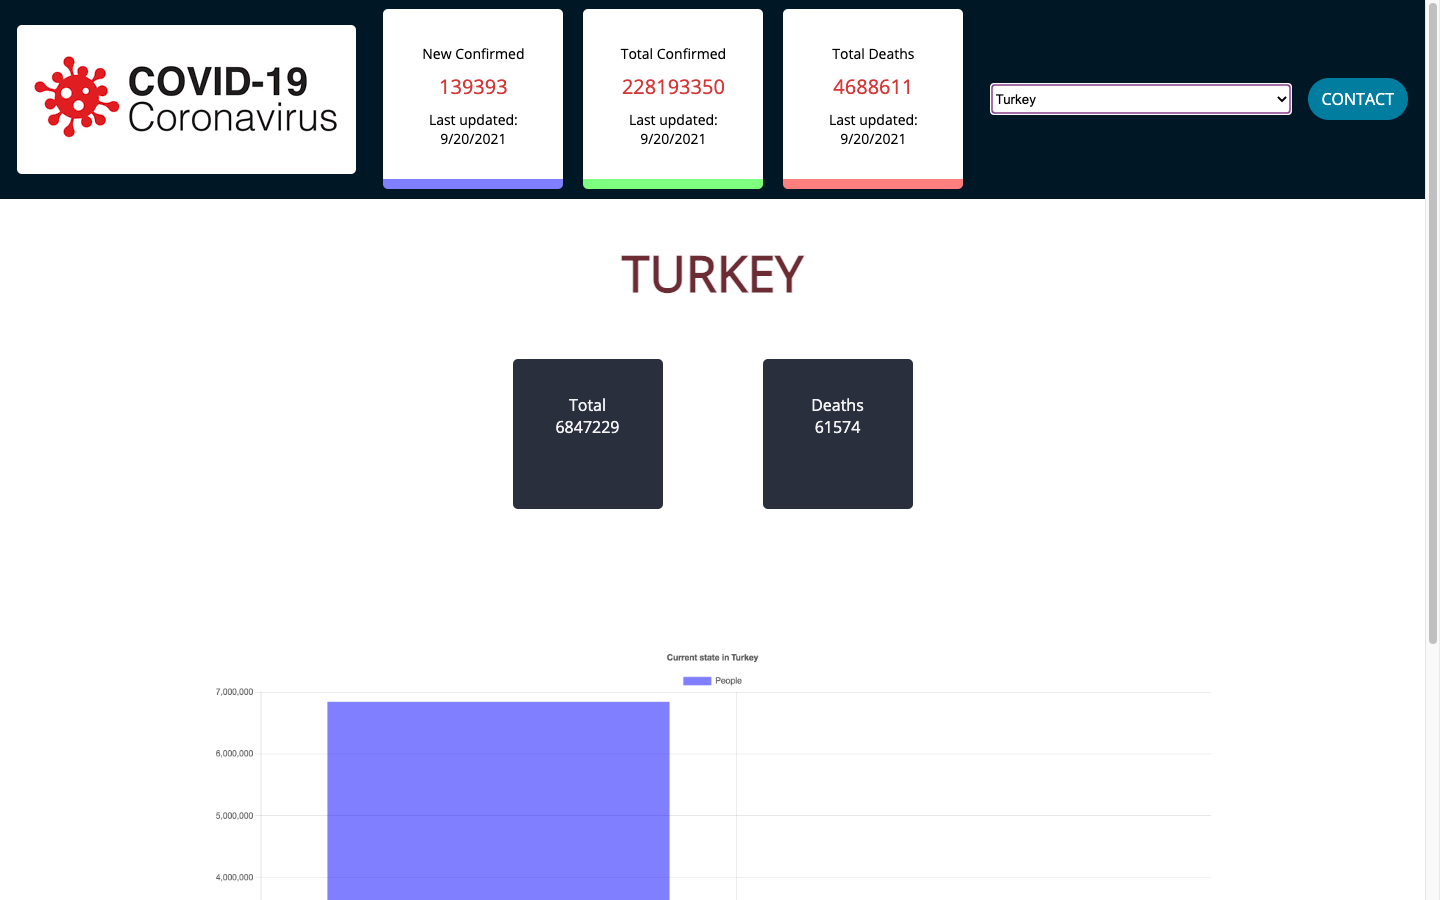 COVID-19
Coronavirus
New Confirmed
139393
Last updated:
9/20/2021
Total Confirmed
228193350
Last updated:
9/20/2021
Total Deaths
4688611
Last updated:
9/20/2021
Turkey
CONTACT
TURKEY
Total
6847229
Deaths
61574
Current state in Turkey
People
7,000,000
6,000,000
5,000,000
4,000,000